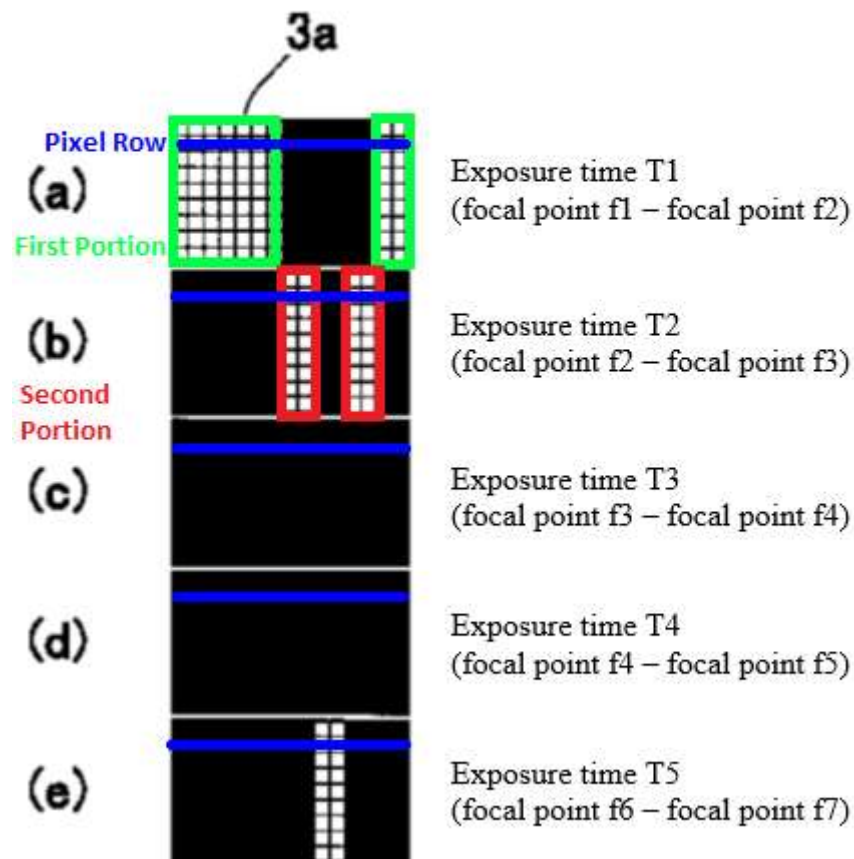 3a
Pixel Row
(a)
First Portion
Exposure time T1
(focal point f1 – focal point f2)
(b)
Second
Portion
Exposure time T2
(focal point f2 – focal point f3)
(c)
Exposure time T3
(focal point f3 – focal point f4)
(d)
Exposure time T4
(focal point f4 – focal point f5)
(e)
Exposure time T5
(focal point f6 – focal point f7)